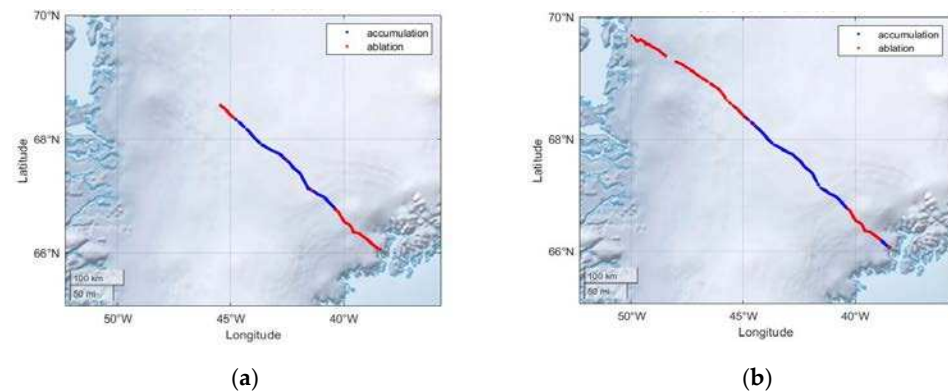 70°N
accumulation
ablation
68°N
Latitude
66°N
100 km
50 mi
50°W
45°W
40°W
Longitude
(a)
70°N
accumulation
ablation
68°N
Latitude
66°N
100 km
50 mi
50°W
45°W
40°W
Longitude
(b)